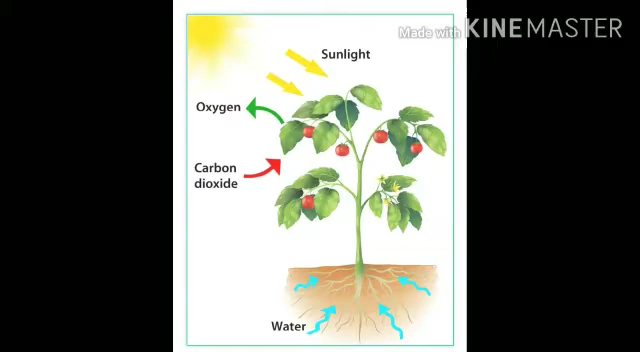 Made with KINEMASTER
Sunlight
Oxygen
Carbon
dioxide
Water